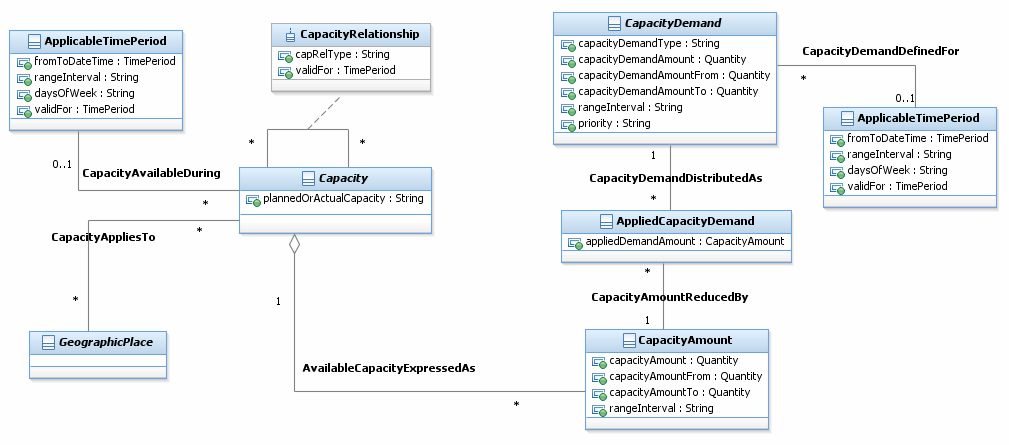 ApplicableTimePeriod
fromToDateTime : TimePeriod
rangeInterval : String
daysOfWeek : String
validFor : TimePeriod
CapacityRelationship
capRelType : String
validFor : TimePeriod
CapacityDemand
capacityDemandType : String
capacityDemandAmount : Quantity
capacityDemandAmountFrom : Quantity
capacityDemandAmountTo : Quantity
rangeInterval : String
priority : String
CapacityDemandDefinedFor
*
0..1
ApplicableTimePeriod
fromToDateTime : TimePeriod
rangeInterval : String
daysOfWeek : String
validFor : TimePeriod
*
*
0..1
CapacityAvailableDuring
*
Capacity
plannedOrActualCapacity : String
1
CapacityDemandDistributedAs
*
AppliedCapacityDemand
appliedDemandAmount : CapacityAmount
CapacityAppliesTo
*
*
GeographicPlace
1
*
CapacityAmountReducedBy
1
CapacityAmount
capacityAmount : Quantity
capacityAmountFrom : Quantity
capacityAmountTo : Quantity
rangeInterval : String
AvailableCapacityExpressedAs
*